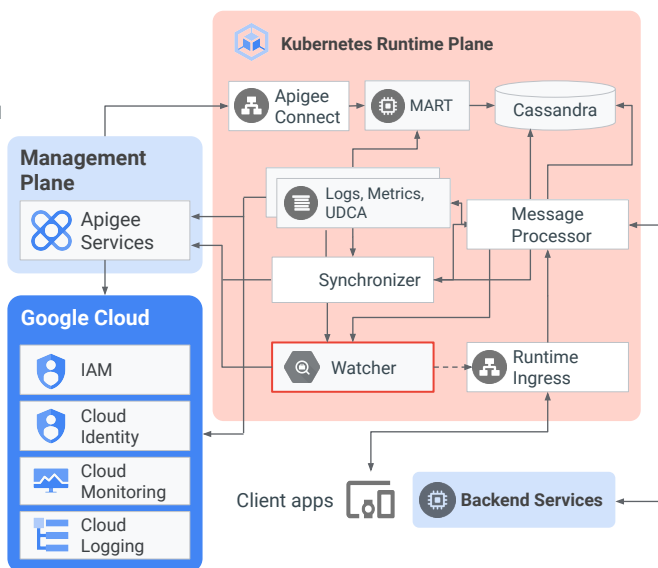 Kubernetes Runtime Plane
Apigee
Connect
MART
Cassandra
Management
Plane
Apigee
Services
Logs, Metrics,
UDCA
Message
Processor
Synchronizer
Google Cloud
IAM
Cloud
Identity
Cloud
Monitoring
Cloud
Logging
Watcher
Runtime
Ingress
Client apps
Backend Services